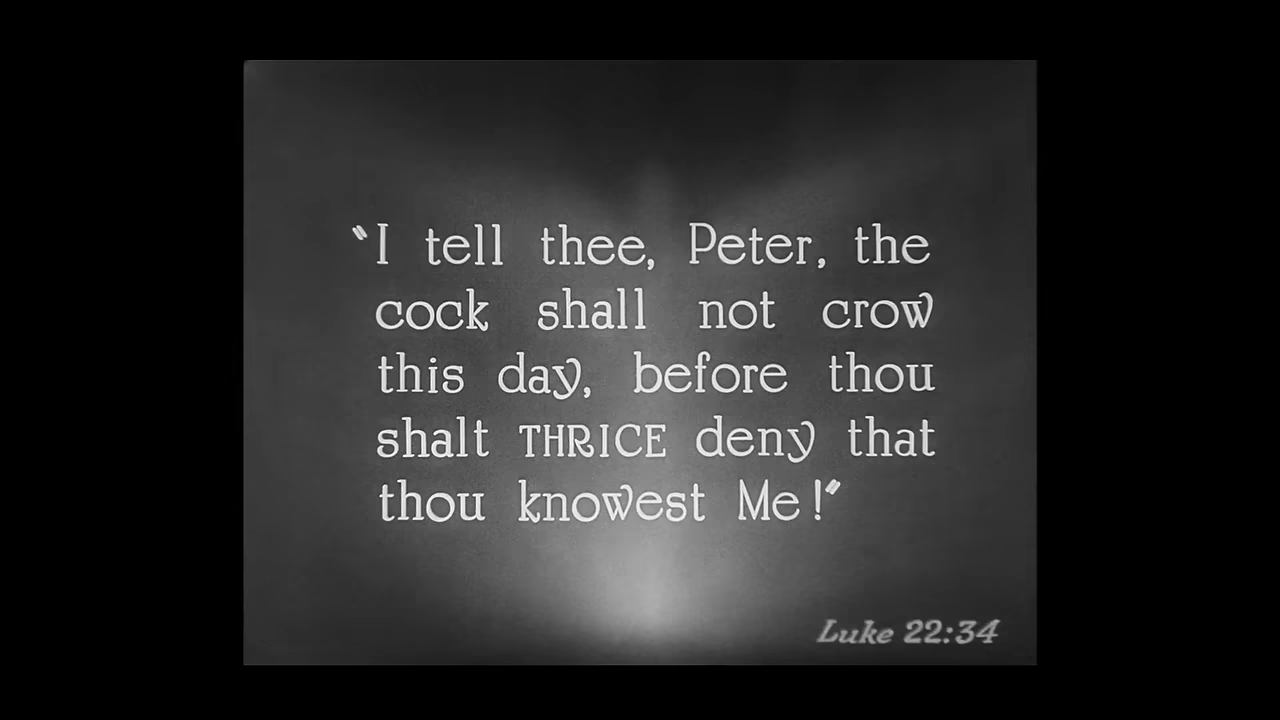 "I tell thee, Peter, the
cock shall not crow
this day, before thou
shalt THRICE deny that
thou knowest Me!"
Luke 22:34